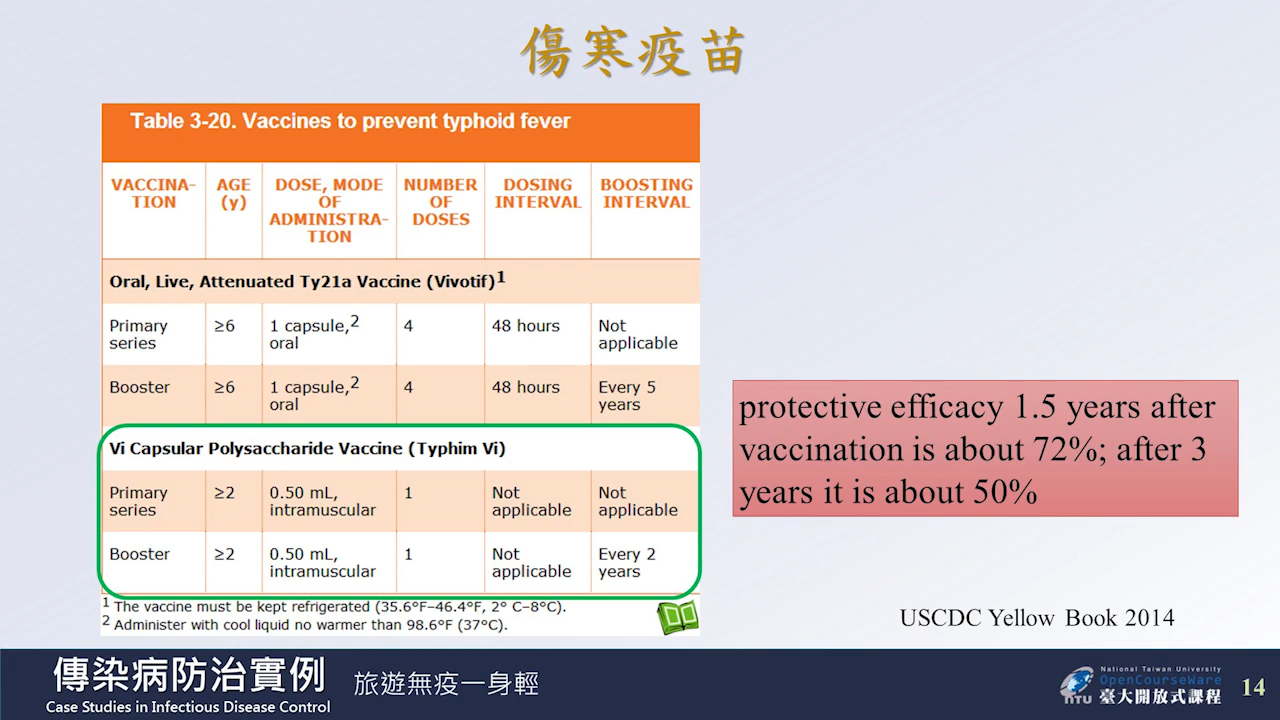 傷寒疫苗
Table 3-20. Vaccines to prevent typhoid fever
VACCINA-
TION
AGE
(y)
DOSE, MODE
OF
ADMINISTRA-
TION
NUMBER
OF
DOSES
DOSING
INTERVAL
BOOSTING
INTERVAL
Oral, Live, Attenuated Ty21a Vaccine (Vivotif)1
Primary
series
≥6
1 capsule,2
oral
4
48 hours
Not
applicable
Booster
≥6
1 capsule,2
oral
4
48 hours
Every 5
years
Vi Capsular Polysaccharide Vaccine (Typhim Vi)
Primary
series
≥2
0.50 mL,
intramuscular
1
Not
applicable
Not
applicable
Booster
≥2
0.50 mL,
intramuscular
1
Not
applicable
Every 2
years
1 The vaccine must be kept refrigerated (35.6°F–46.4°F, 2° C–8°C).
2 Administer with cool liquid no warmer than 98.6°F (37°C).
protective efficacy 1.5 years after
vaccination is about 72%; after 3
years it is about 50%
USCDC Yellow Book 2014
傳染病防治實例
Case Studies in Infectious Disease Control
旅遊無疫一身輕
NTU
National Taiwan University
OpenCourseWare
臺大開放式課程
14